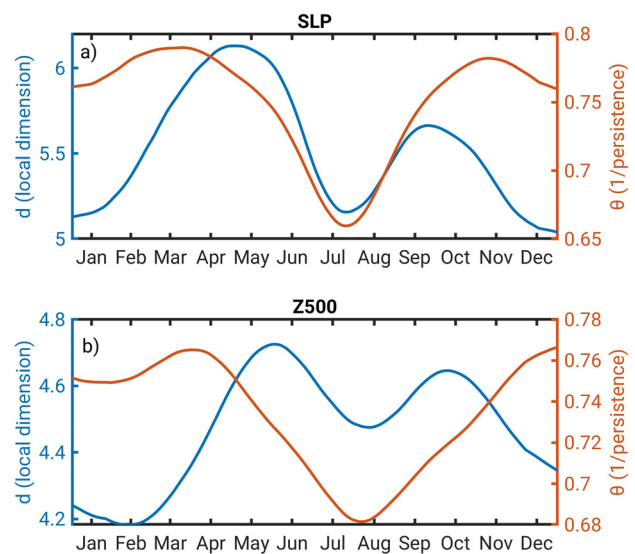 SLP
a)
d (local dimension)
6
5.5
5
0.8
0.75
0.7
0.65
θ (1/persistence)
Jan Feb Mar Apr May Jun Jul Aug Sep Oct Nov Dec
Z500
b)
d (local dimension)
4.8
4.6
4.4
4.2
0.78
0.76
0.74
0.72
0.7
0.68
θ (1/persistence)
Jan Feb Mar Apr May Jun Jul Aug Sep Oct Nov Dec